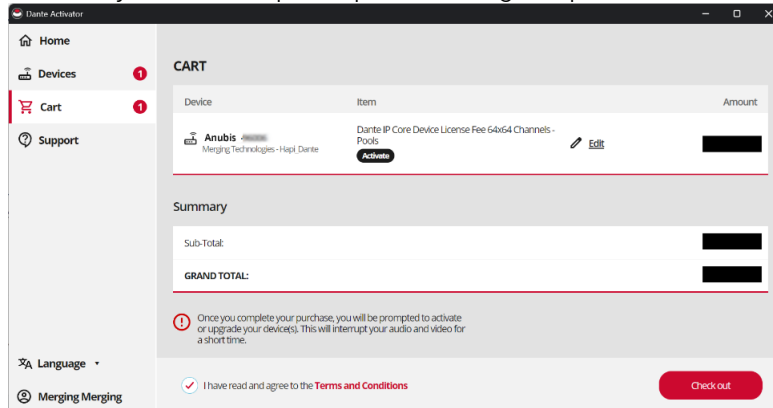 Dante Activator
Home
Devices 1
Cart 1
Support
CART
Device Item Amount
Anubis
Merging Technologies - Hapi_Dante
Dante IP Core Device License Fee 64x64 Channels -
Pools
Activate
Edit
Summary
Sub-Total:
GRAND TOTAL:
Once you complete your purchase, you will be prompted to activate
or upgrade your device(s). This will interrupt your audio and video for
a short time.
Language
Merging Merging
I have read and agree to the Terms and Conditions
Check out